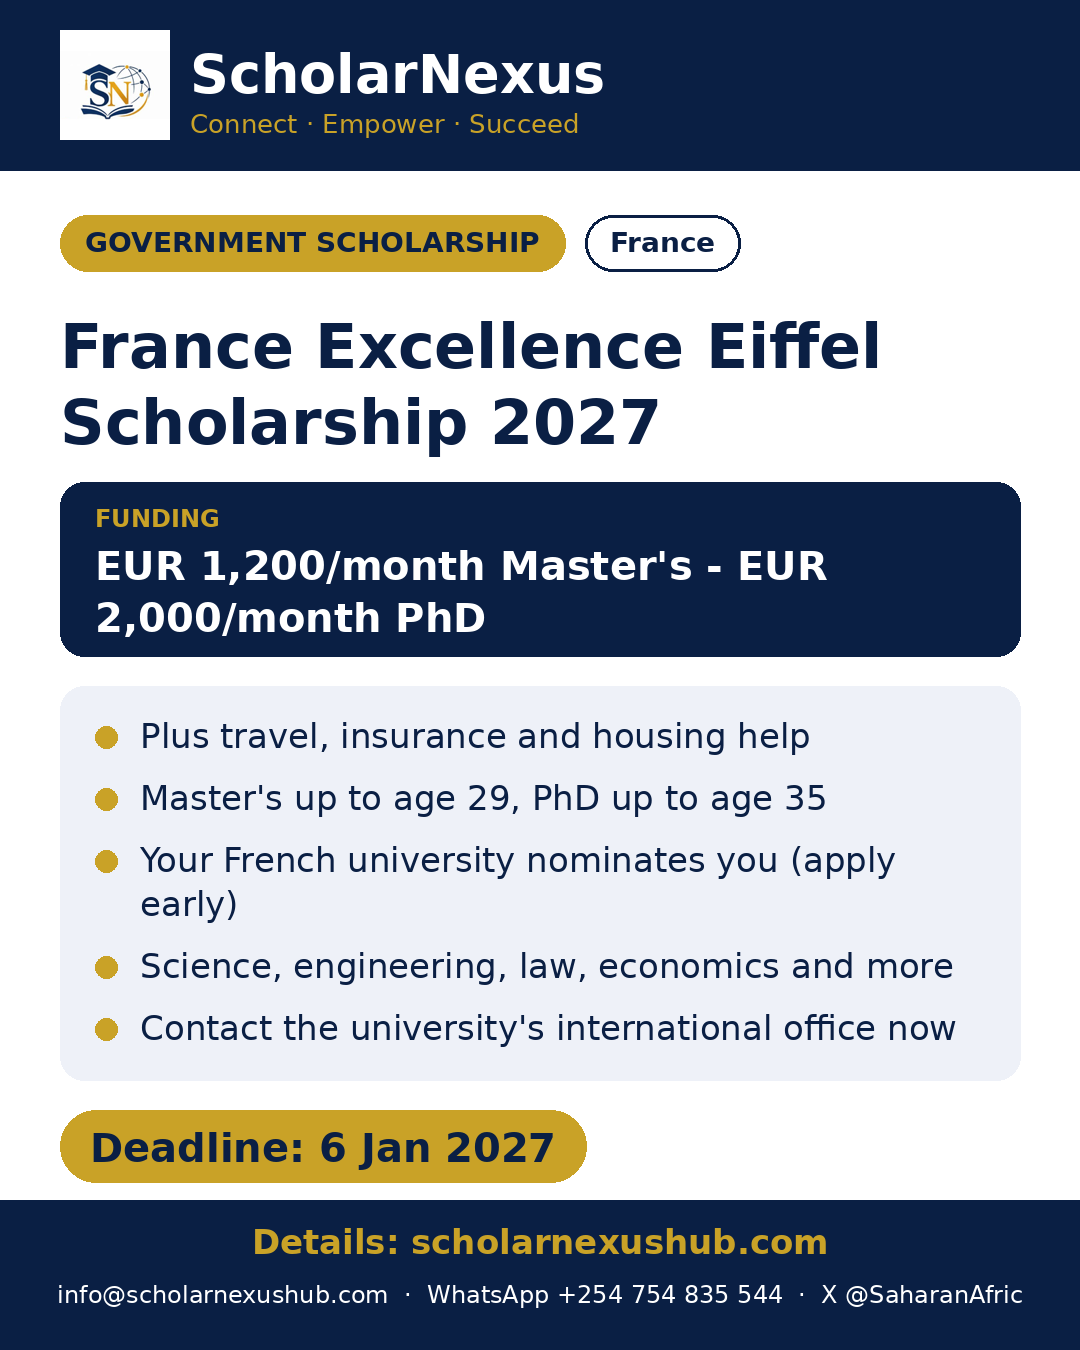 SN
ScholarNexus
Connect · Empower · Succeed
GOVERNMENT SCHOLARSHIP
France
France Excellence Eiffel
Scholarship 2027
FUNDING
EUR 1,200/month Master's - EUR
2,000/month PhD
Plus travel, insurance and housing help
Master's up to age 29, PhD up to age 35
Your French university nominates you (apply
early)
Science, engineering, law, economics and more
Contact the university's international office now
Deadline: 6 Jan 2027
Details: scholarnexushub.com
info@scholarnexushub.com · WhatsApp +254 754 835 544 · X @SaharanAfric